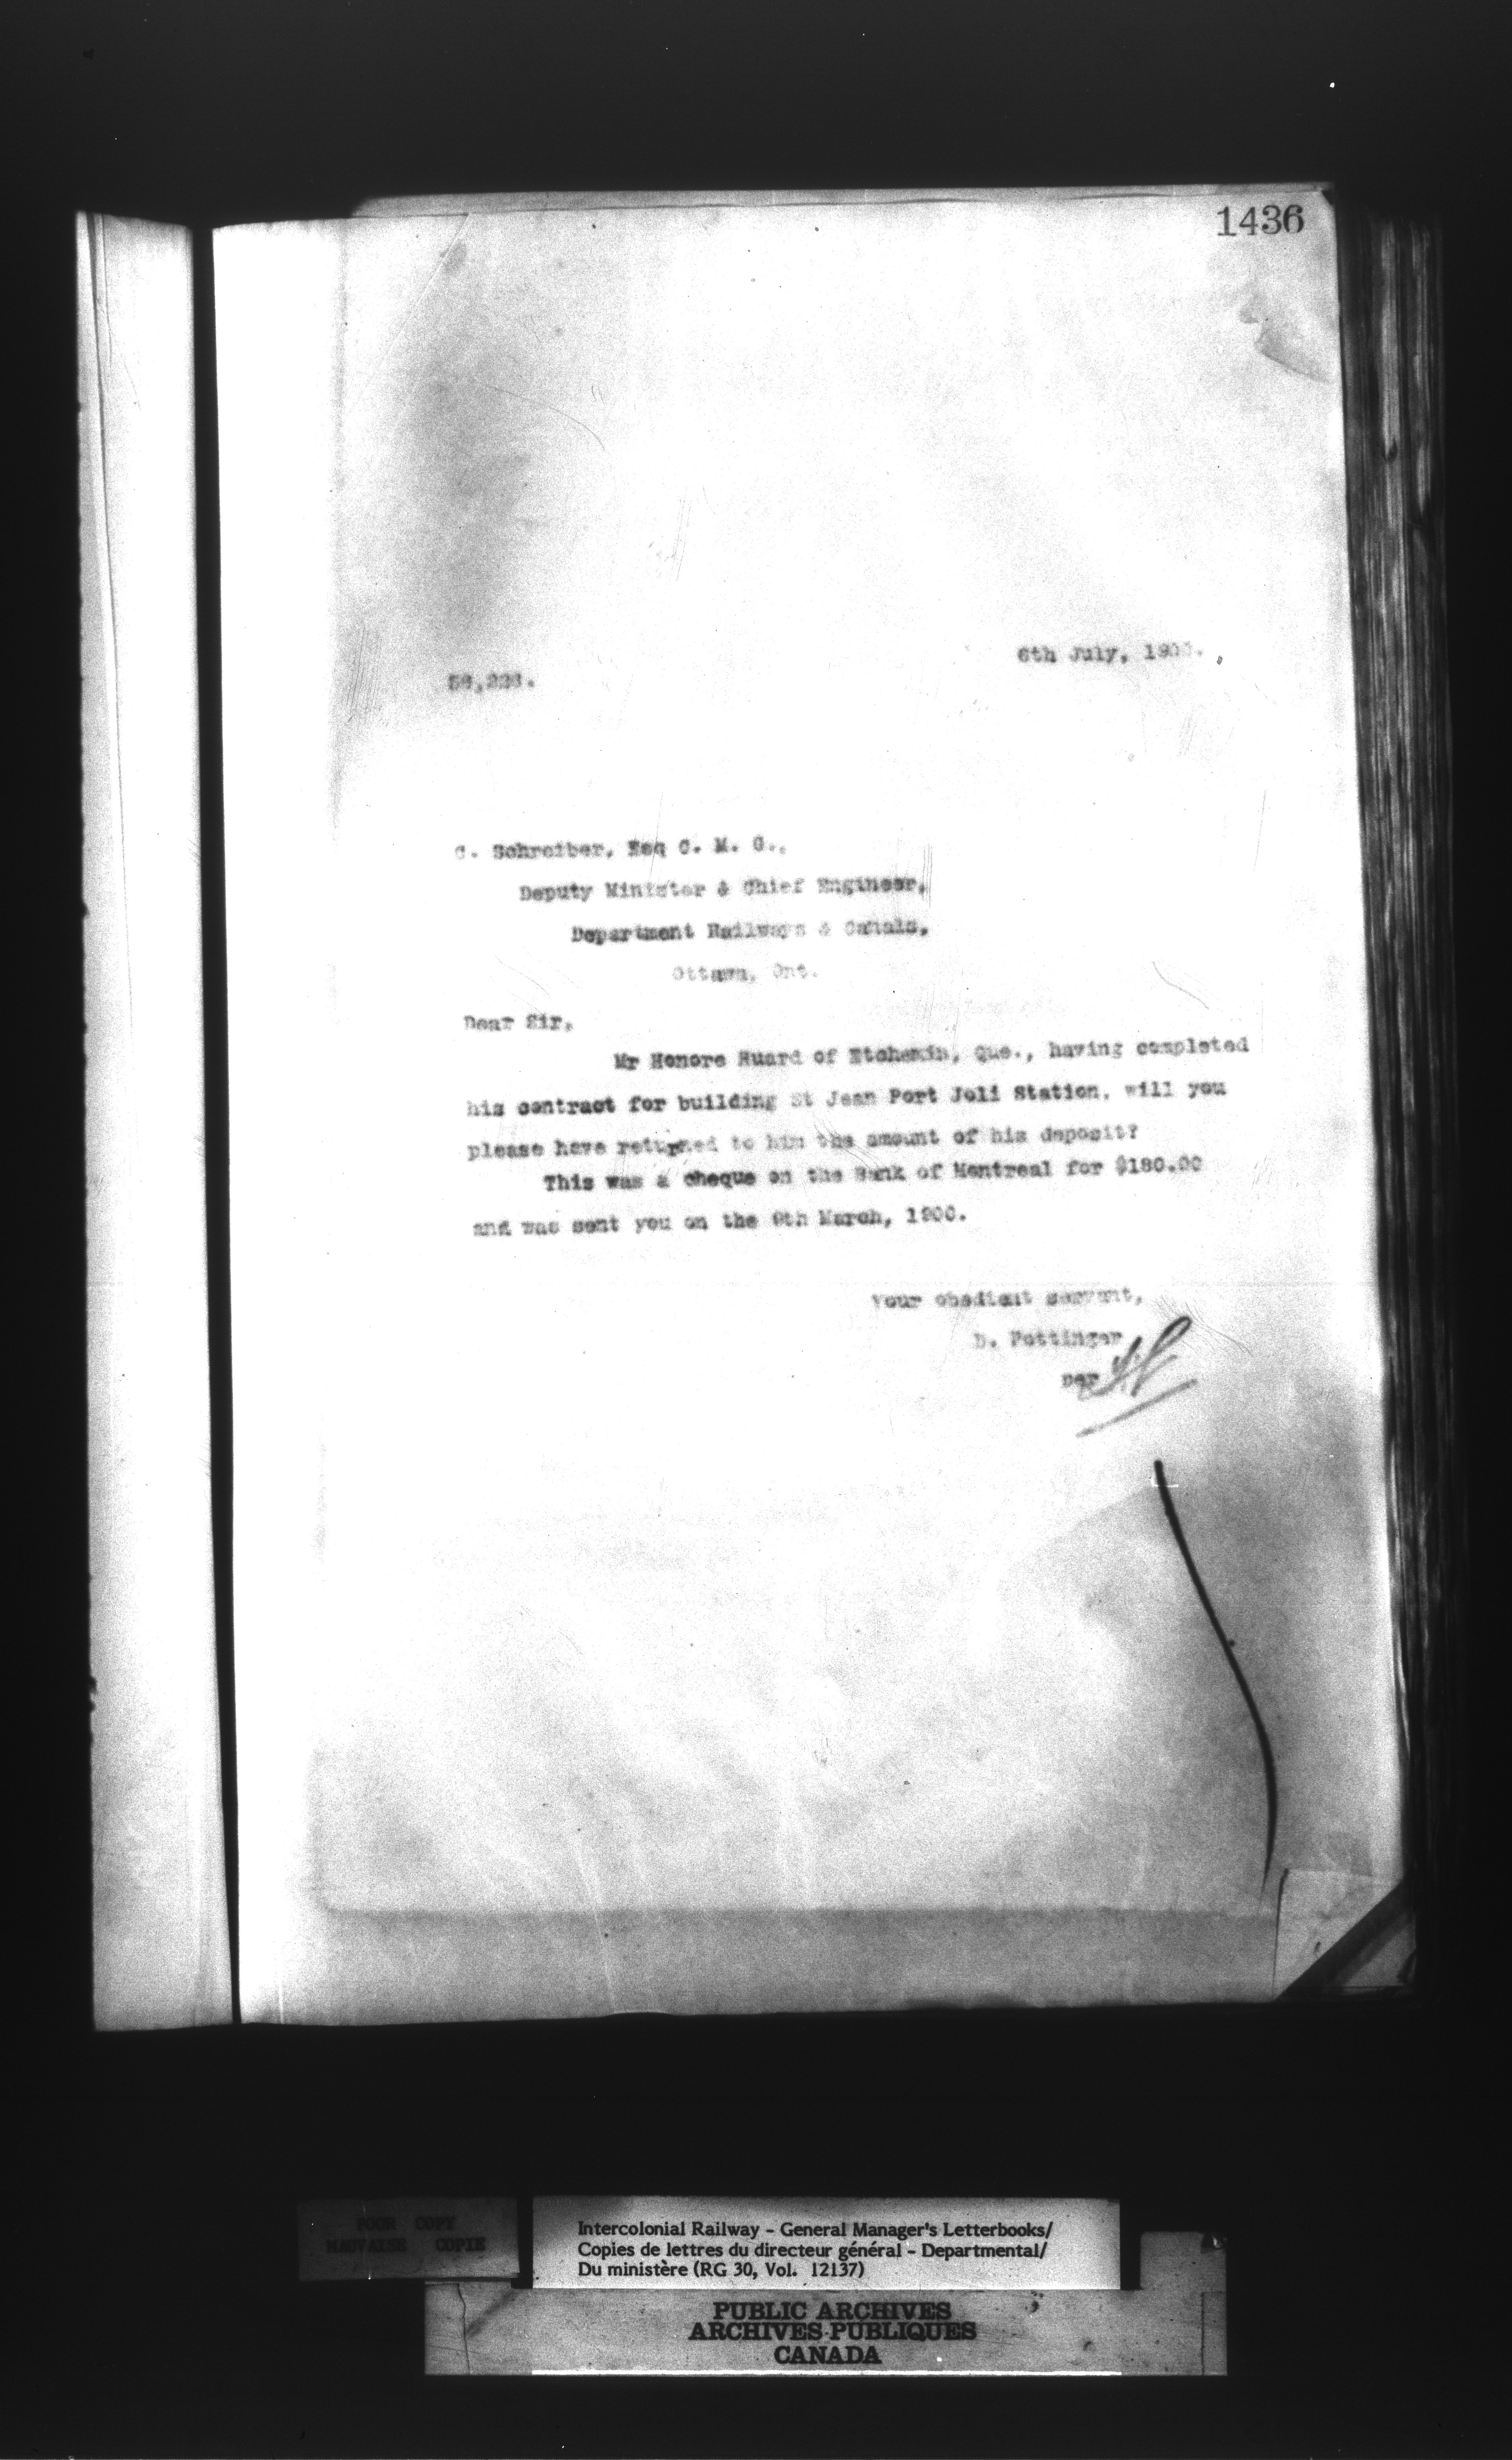 1436
6th July,
C. Schreiber, Esq C. M. G.,
Deputy Minister & Chief Engineer,
Department Railways & Canals,
Ottawa, Ont.
Dear Sir,
Mr Honore Huard of Etchemin, Que., having completed
his contract for building St Jean Port Joli Station, will you
please have returned to him the amount of his deposit?
This was a cheque on the Bank of Montreal for $180.00
and was sent you on the 9th March, 1900.
Your obedient servant,
D. Pottinger
per
POOR COPY
MAUVAISE COPIE
Intercolonial Railway - General Manager's Letterbooks/
Copies de lettres du directeur général - Departmental/
Du ministère (RG 30, Vol. 12137)
PUBLIC ARCHIVES
ARCHIVES PUBLIQUES
CANADA